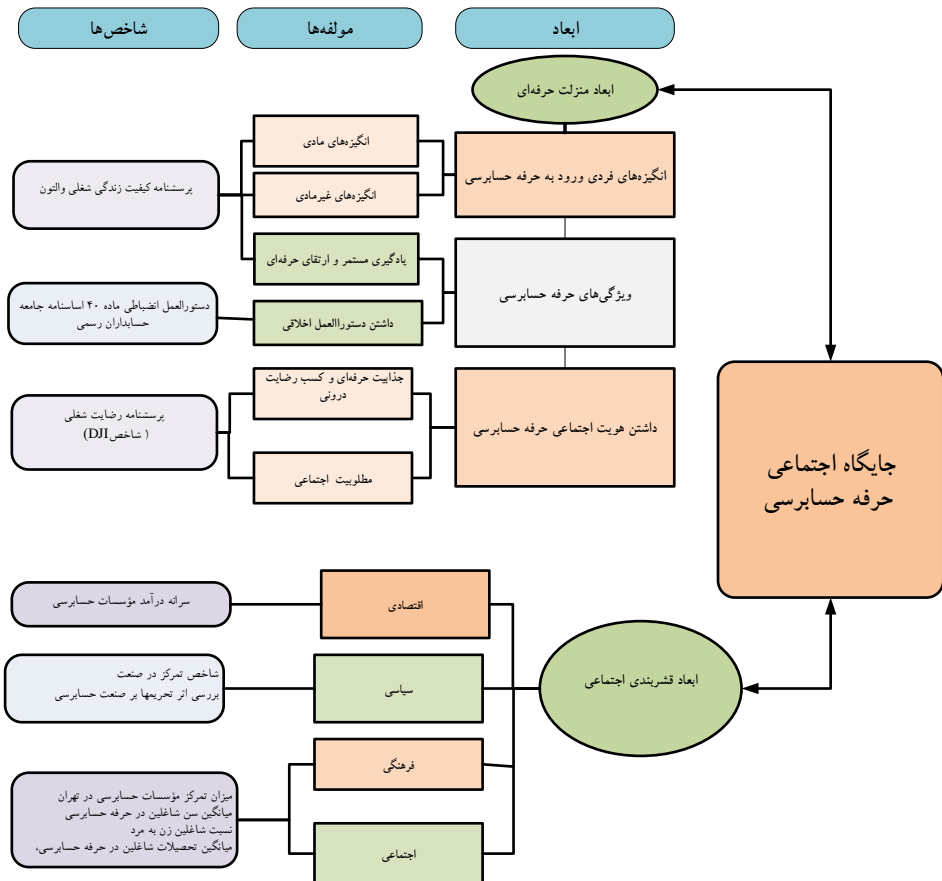 ابعاد
مولفه‌ها
شاخص‌ها
ابعاد منزلت حرفه‌ای
انگیزه‌های فردی ورود به حرفه حسابرسی
انگیزه‌های مادی
انگیزه‌های غیرمادی
پرسشنامه کیفیت زندگی شغلی والتون
ویژگی‌های حرفه حسابرسی
یادگیری مستمر و ارتقای حرفه‌ای
داشتن دستوراالعمل اخلاقی
دستورالعمل انضباطی ماده ۴۰ اساسنامه جامعه
حسابداران رسمی
داشتن هویت اجتماعی حرفه حسابرسی
جذابیت حرفه‌ای و کسب رضایت
درونی
مطلوبیت اجتماعی
پرسشنامه رضایت شغلی
( شاخص DJI)
جایگاه اجتماعی
حرفه حسابرسی
ابعاد قشربندی اجتماعی
اقتصادی
سرانه درآمد مؤسسات حسابرسی
سیاسی
شاخص تمرکز در صنعت
بررسی اثر تحریمها بر صنعت حسابرسی
فرهنگی
اجتماعی
میزان تمرکز مؤسسات حسابرسی در تهران
میانگین سن شاغلین در حرفه حسابرسی
نسبت شاغلین زن به مرد
میانگین تحصیلات شاغلین در حرفه حسابرسی،